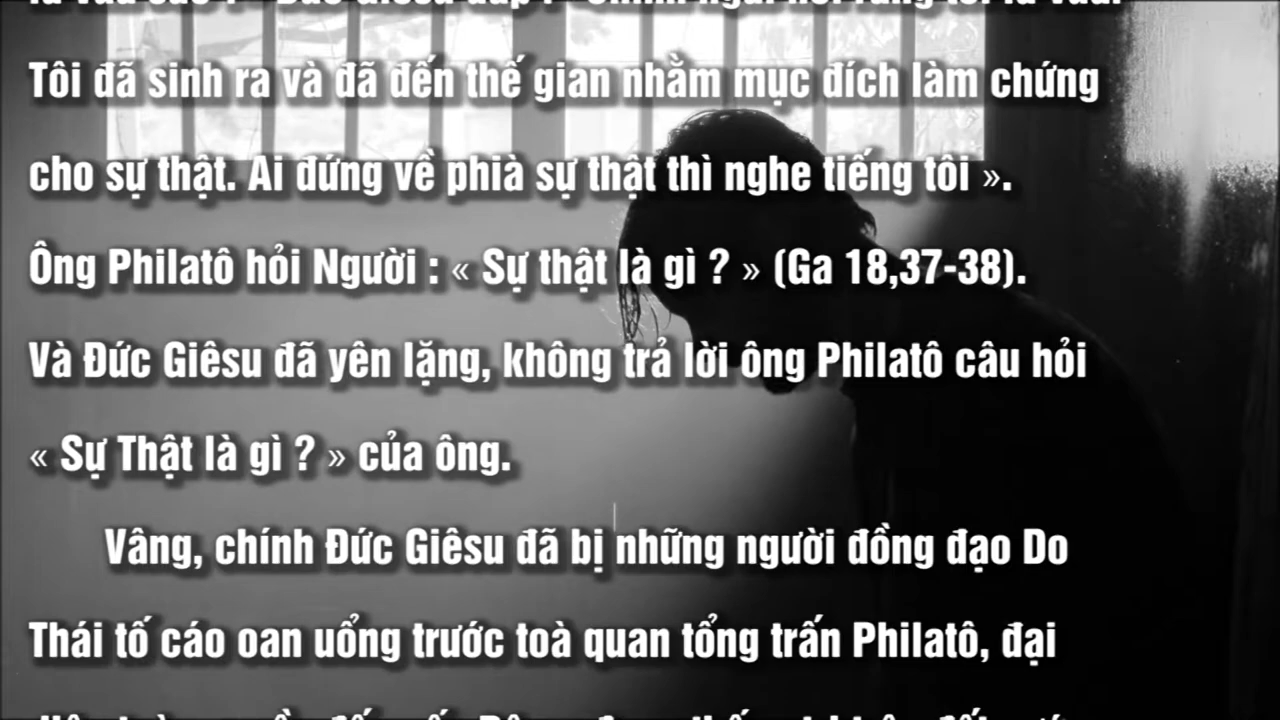 Tôi đã sinh ra và đã đến thế gian nhằm mục đích làm chứng
cho sự thật. Ai đứng về phià sự thật thì nghe tiếng tôi ».
Ông Philatô hỏi Người : « Sự thật là gì ? » (Ga 18,37-38).
Và Đức Giêsu đã yên lặng, không trả lời ông Philatô câu hỏi
« Sự Thật là gì ? » của ông.
Vâng, chính Đức Giêsu đã bị những người đồng đạo Do
Thái tố cáo oan uổng trước toà quan tổng trấn Philatô, đại